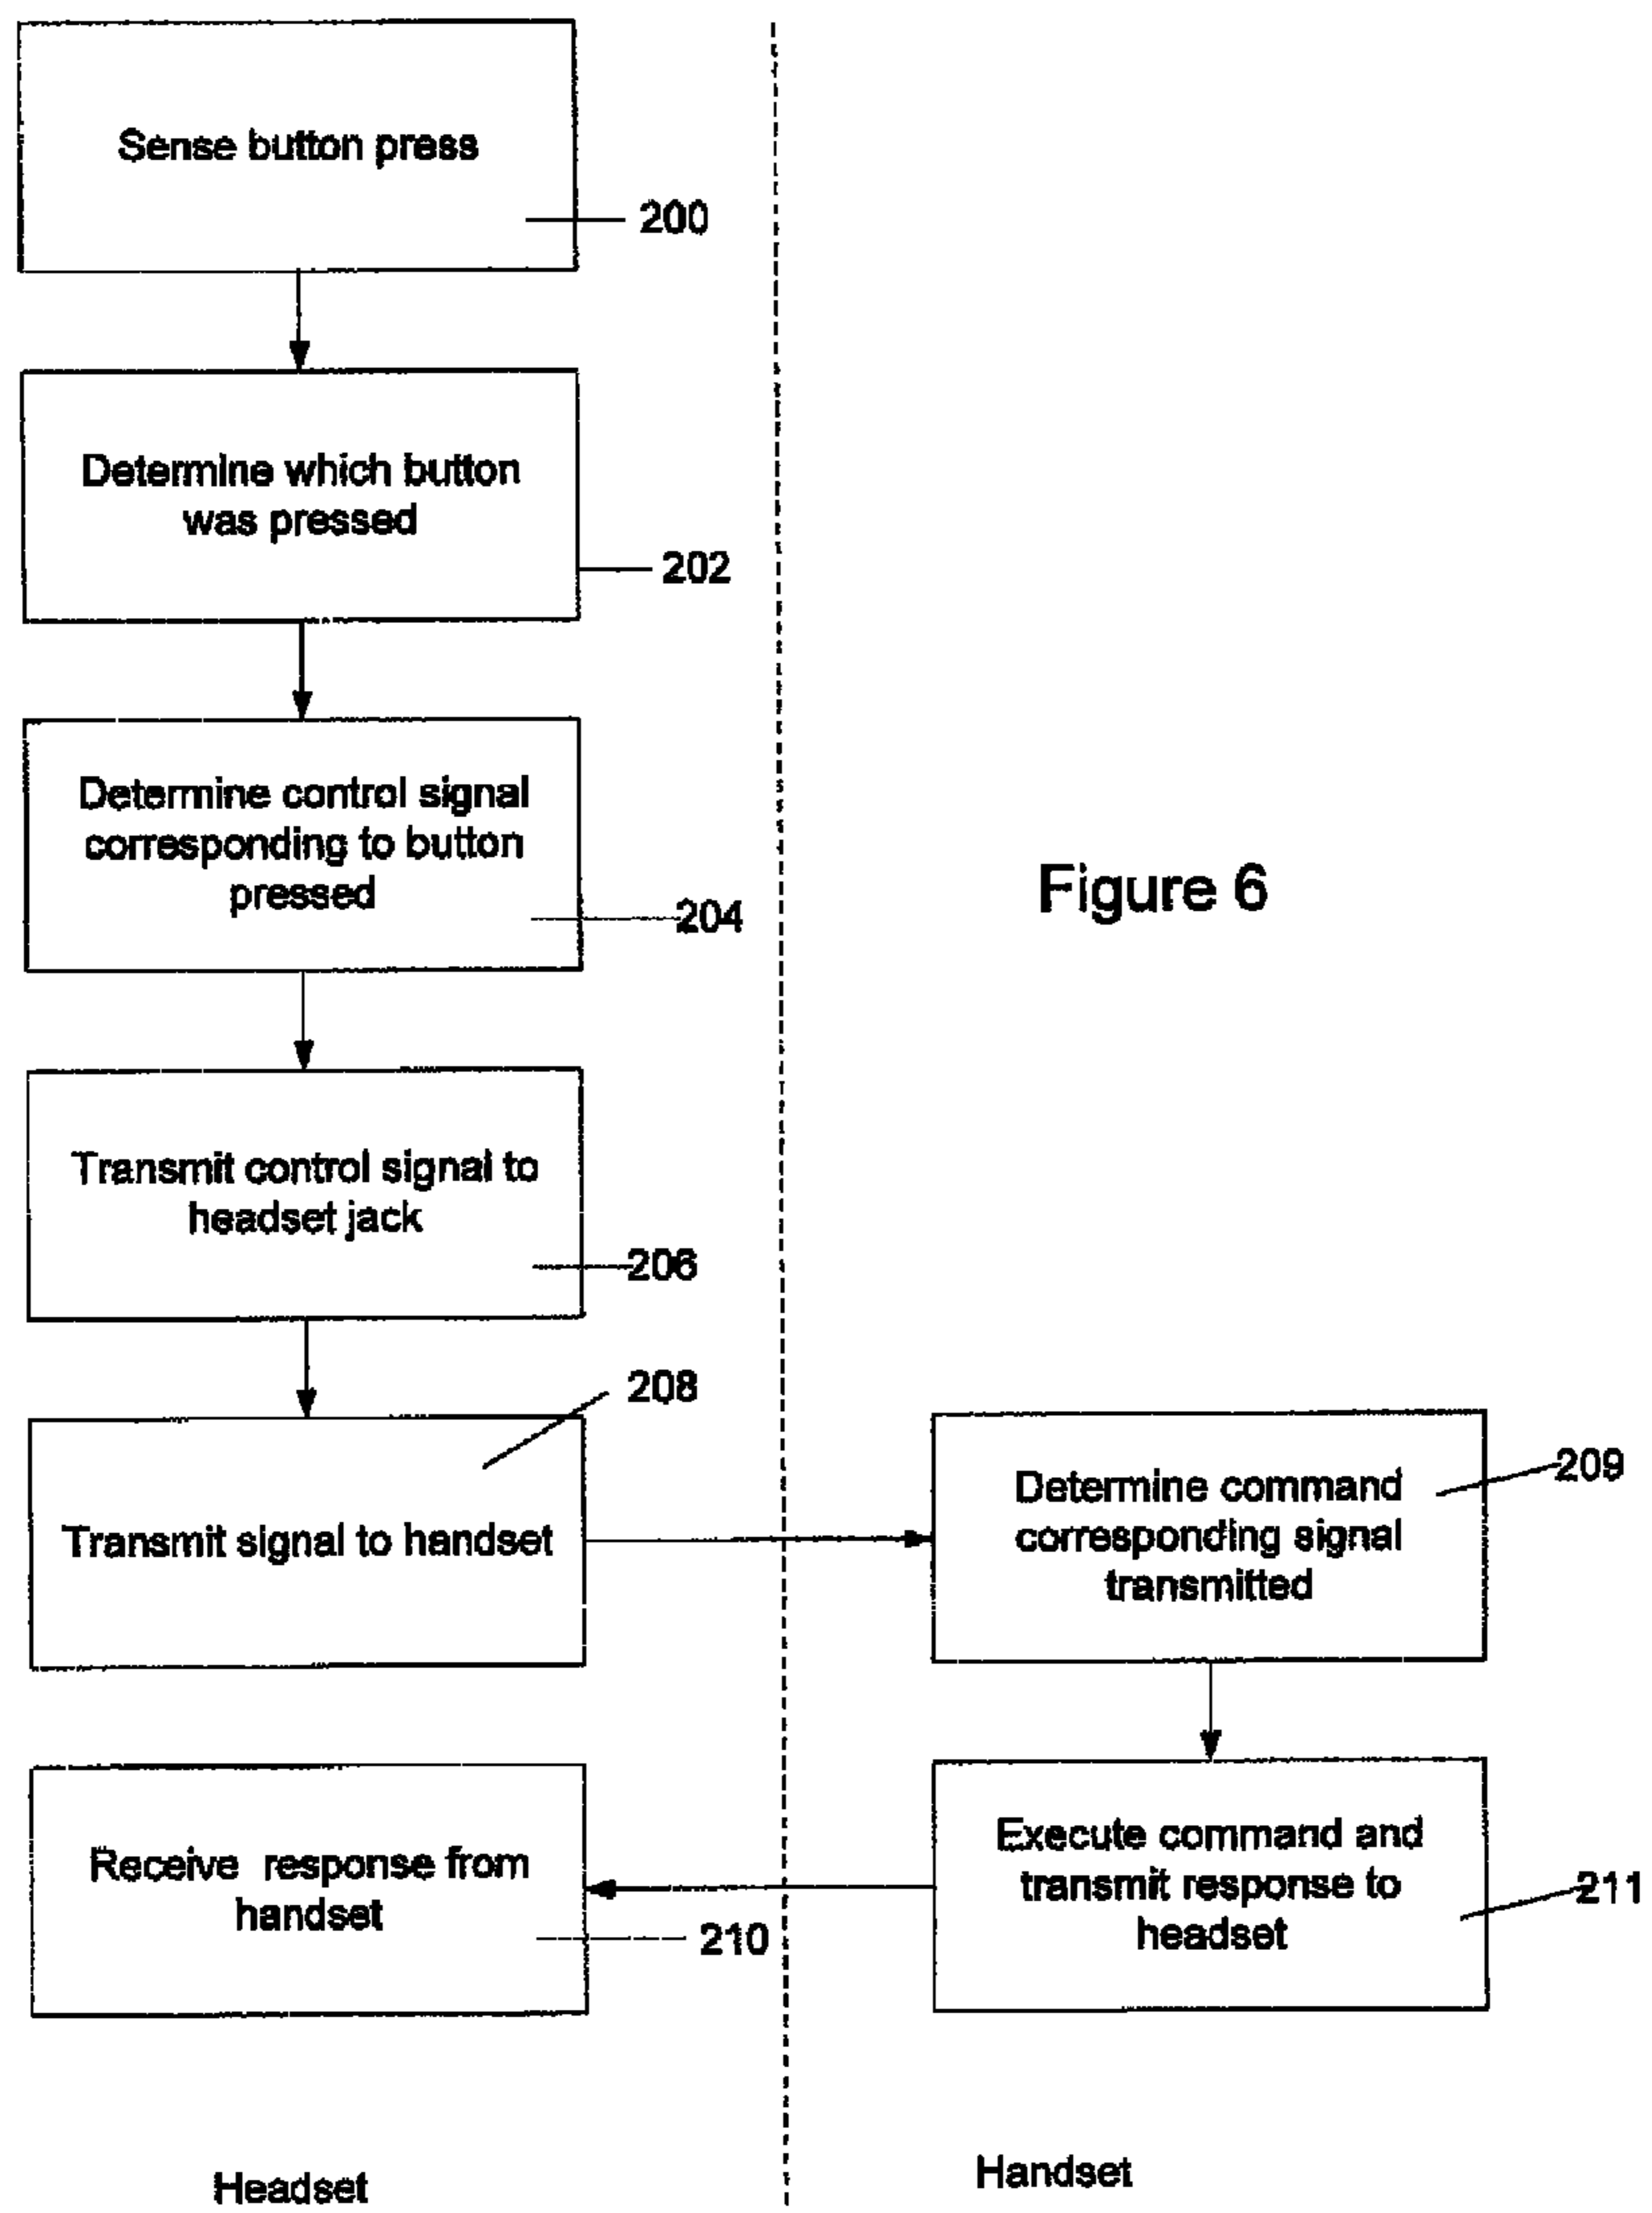 Sense button press
200
Determine which button
was pressed
202
Determine control signal
corresponding to button
pressed
204
Figure 6
Transmit control signal to
headset jack
206
208
Transmit signal to handset
Determine command
corresponding signal
transmitted
209
Receive response from
handset
210
Execute command and
transmit response to
headset
211
Headset
Handset